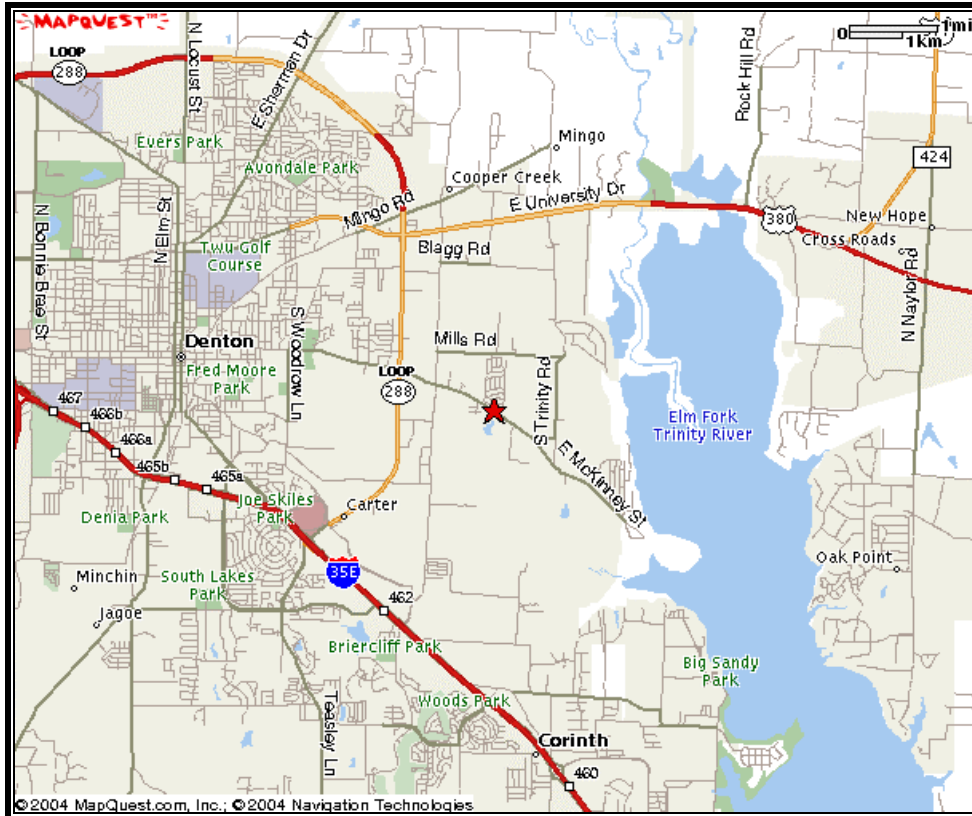 MAPQUEST™
0 1mi
1Km
LOOP
288
N Locust St
E Sherman Dr
Rock Hill Rd
Evers Park
Avondale Park
Mingo
424
Cooper Creek
Mingo Rd
E University Dr
380
New Hope
N Bonnie Brae St
N Elm St
Twu Golf
Course
Blagg Rd
Cross Roads
N Naylor Rd
S Woodrow Ln
Mills Rd
Denton
Fred Moore
Park
LOOP
288
S Trinity Rd
467
466b
466a
465b
465a
Elm Fork
Trinity River
E McKinney St
Joe Skiles
Park
Carter
Denia Park
Minchin
South Lakes
Park
35E
Oak Point
462
Jagoe
Briercliff Park
Big Sandy
Park
Teasley Ln
Woods Park
Corinth
460
©2004 MapQuest.com, Inc.; ©2004 Navigation Technologies